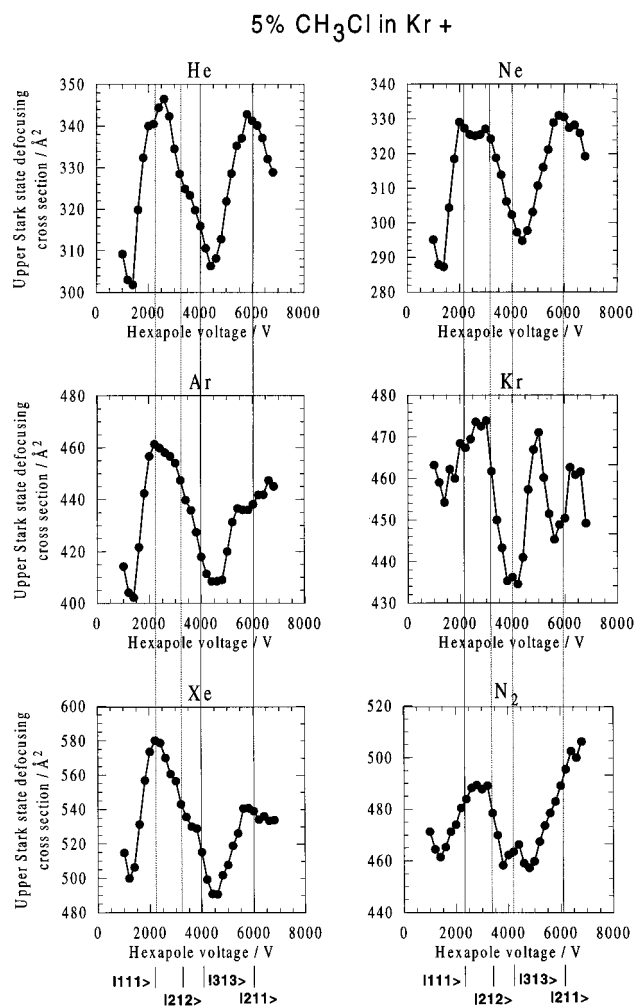 5% CH₃Cl in Kr +
He
Ne
Upper Stark state defocusing
cross section / Å²
350
340
330
320
310
300
0 2000 4000 6000 8000
Hexapole voltage / V
340
330
320
310
300
290
280
0 2000 4000 6000 8000
Hexapole voltage / V
Ar
Kr
Upper Stark state defocusing
cross section / Å²
480
460
440
420
400
0 2000 4000 6000 8000
Hexapole voltage / V
480
470
460
450
440
430
0 2000 4000 6000 8000
Hexapole voltage / V
Xe
N₂
Upper Stark state defocusing
cross section / Å²
600
580
560
540
520
500
480
0 2000 4000 6000 8000
Hexapole voltage / V
520
500
480
460
440
0 2000 4000 6000 8000
Hexapole voltage / V
|111> |313> |111> |313>
|212> |211> |212> |211>